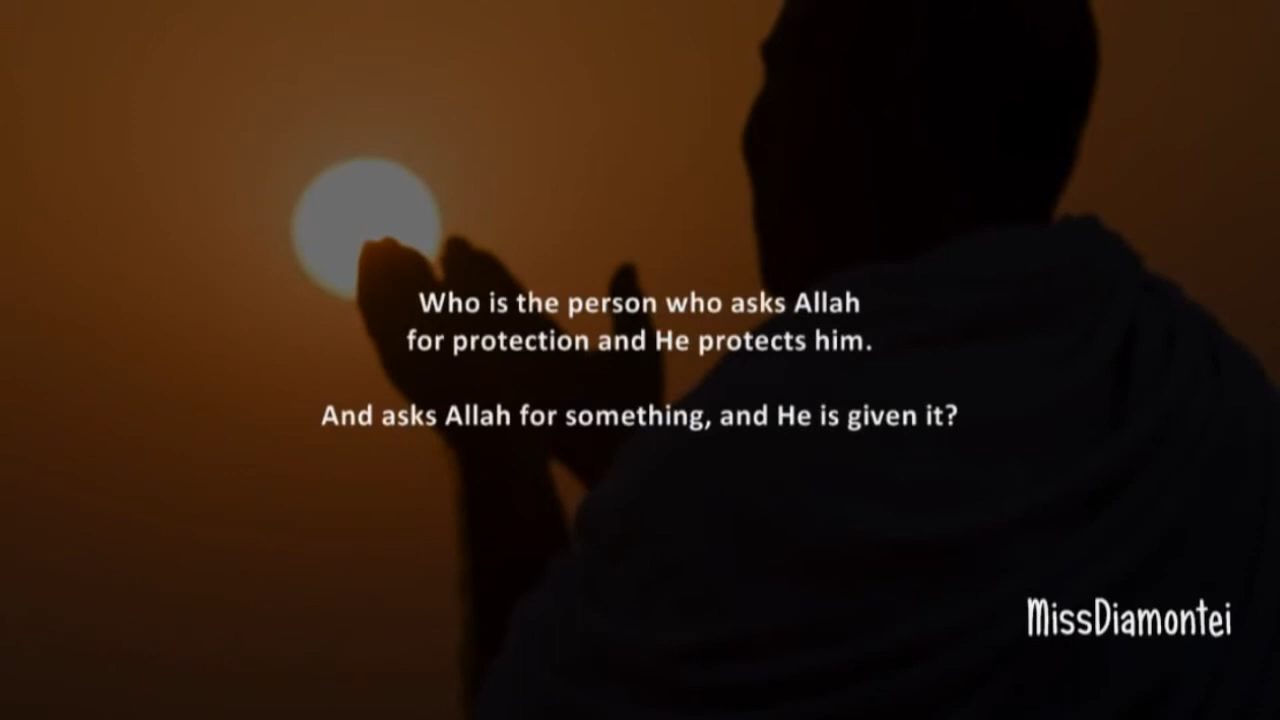 Who is the person who asks Allah
for protection and He protects him.
And asks Allah for something, and He is given it?
MissDiamontei